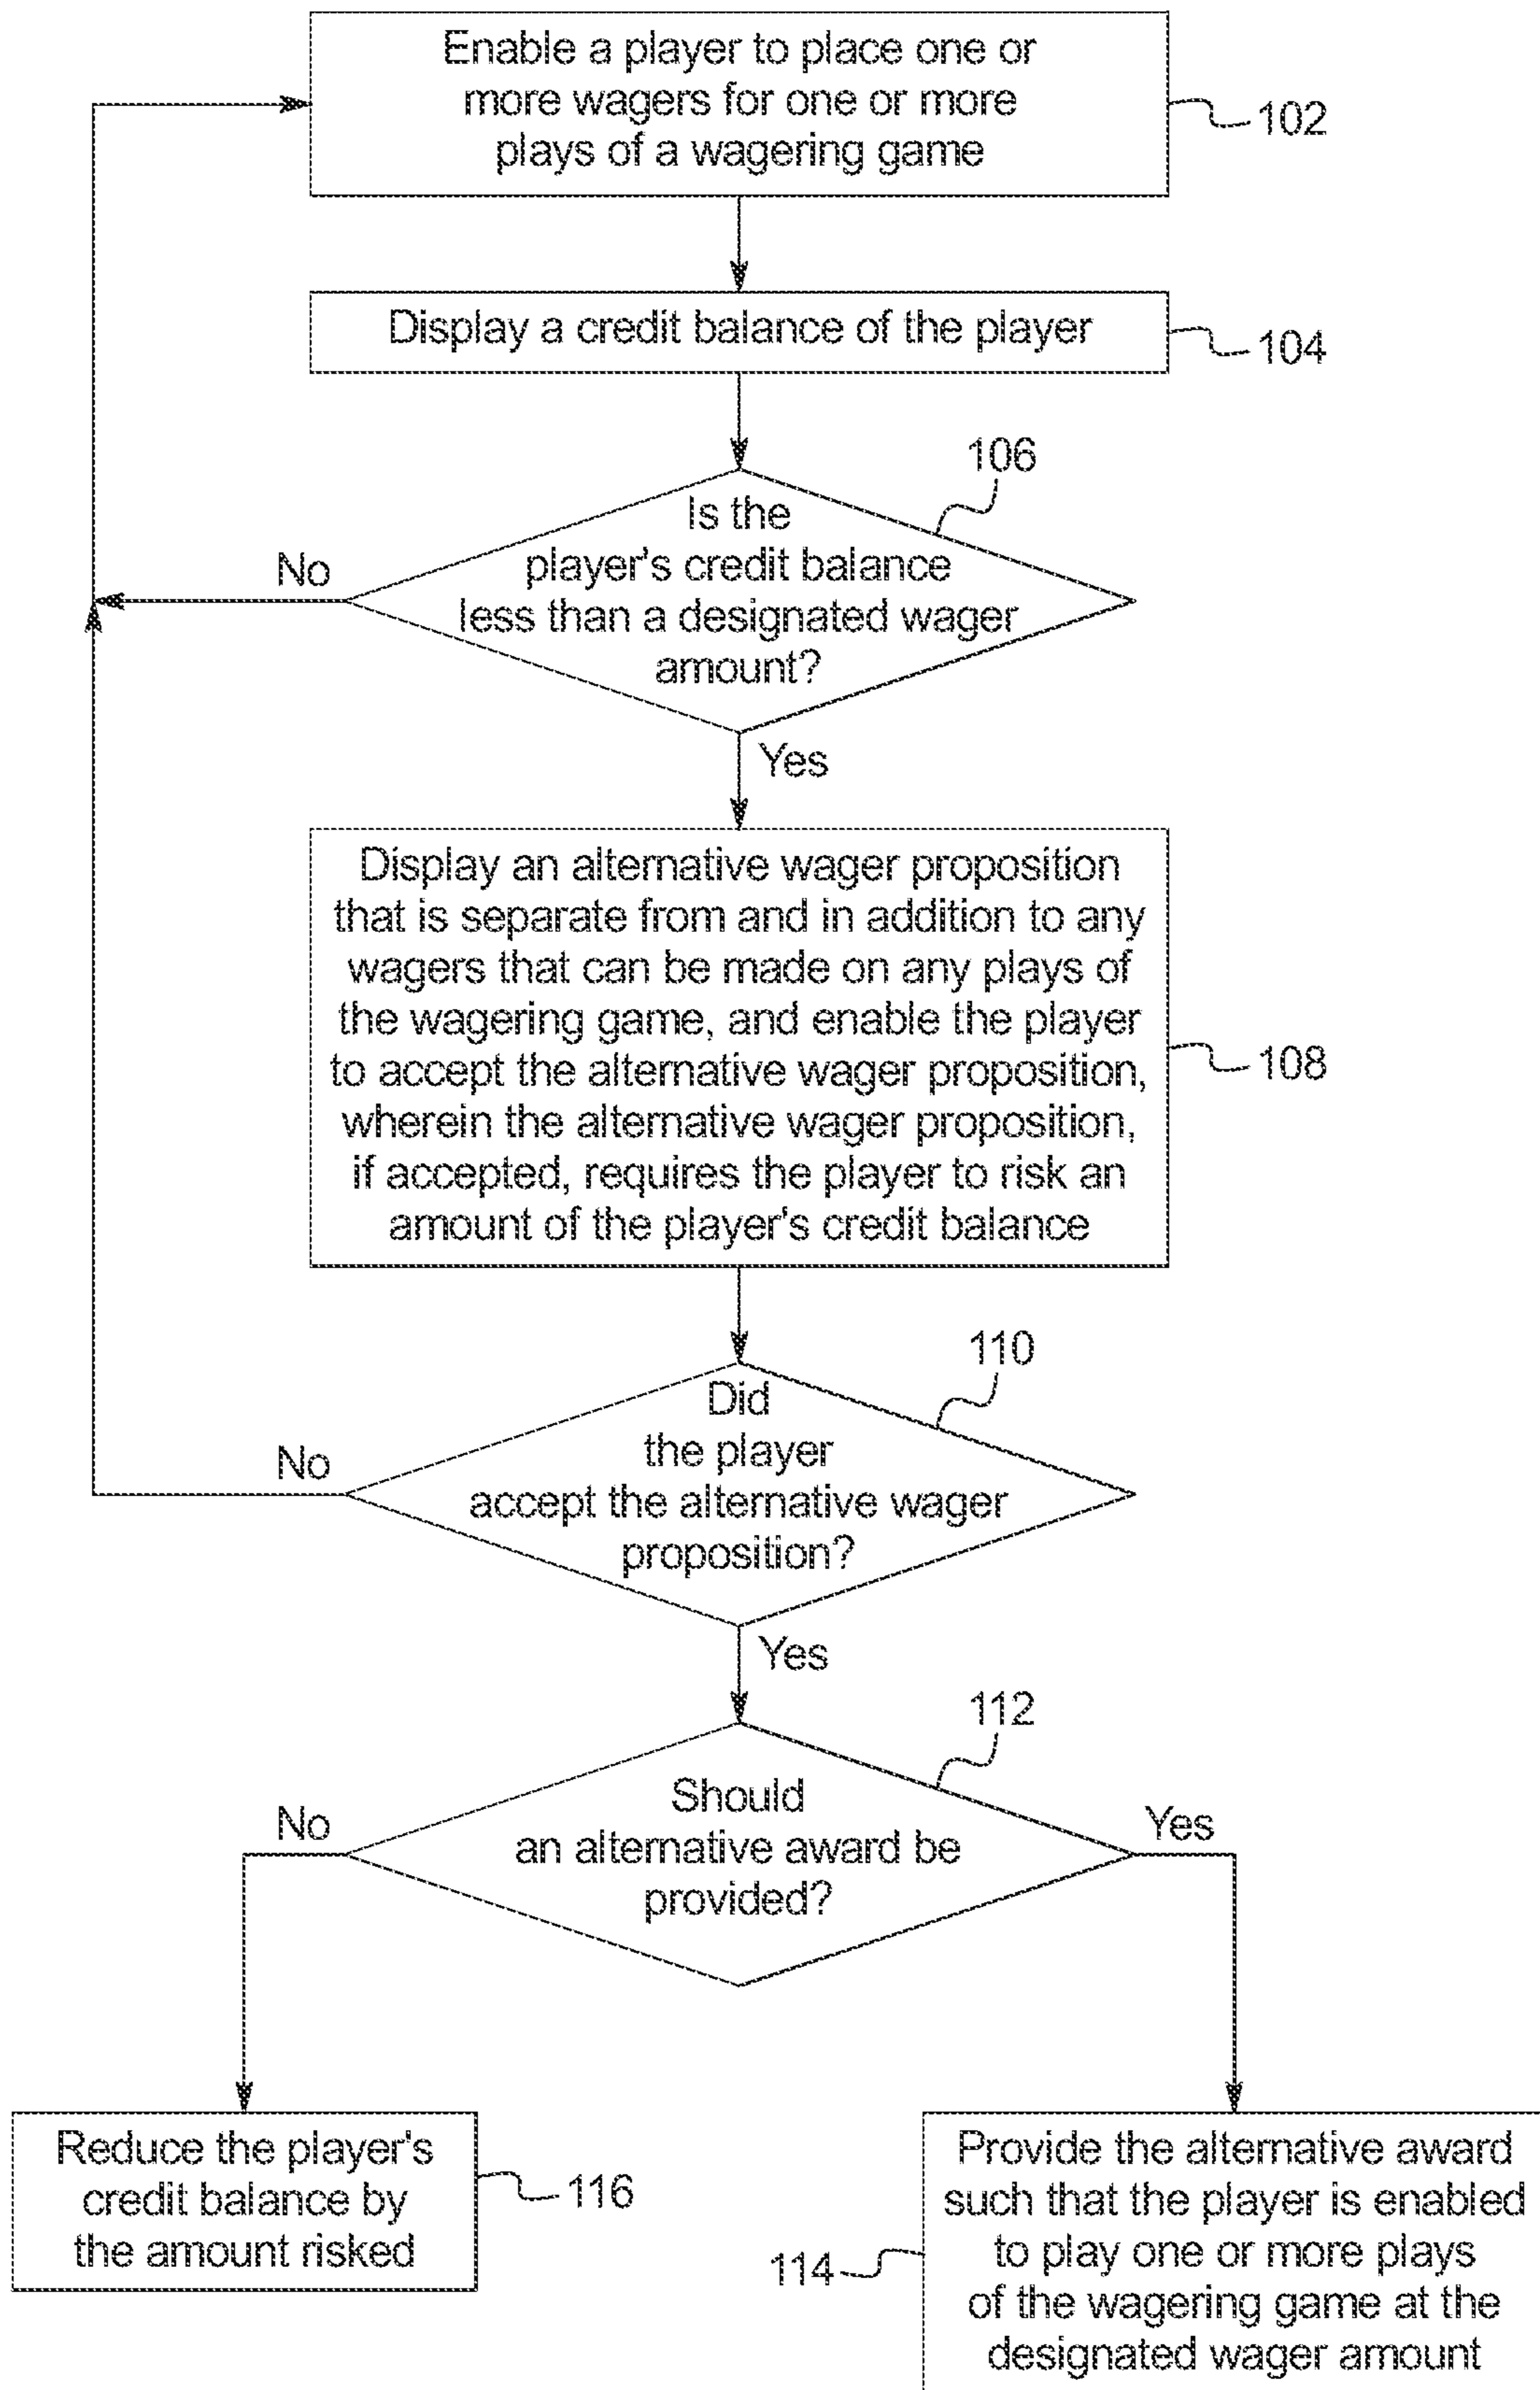 Enable a player to place one or
more wagers for one or more
plays of a wagering game
102
Display a credit balance of the player
104
106
Is the
player's credit balance
less than a designated wager
amount?
No
Yes
Display an alternative wager proposition
that is separate from and in addition to any
wagers that can be made on any plays of
the wagering game, and enable the player
to accept the alternative wager proposition,
wherein the alternative wager proposition,
if accepted, requires the player to risk an
amount of the player's credit balance
108
110
Did
the player
accept the alternative wager
proposition?
No
Yes
112
Should
an alternative award be
provided?
No
Yes
Reduce the player's
credit balance by
the amount risked
116
Provide the alternative award
such that the player is enabled
to play one or more plays
of the wagering game at the
designated wager amount
114